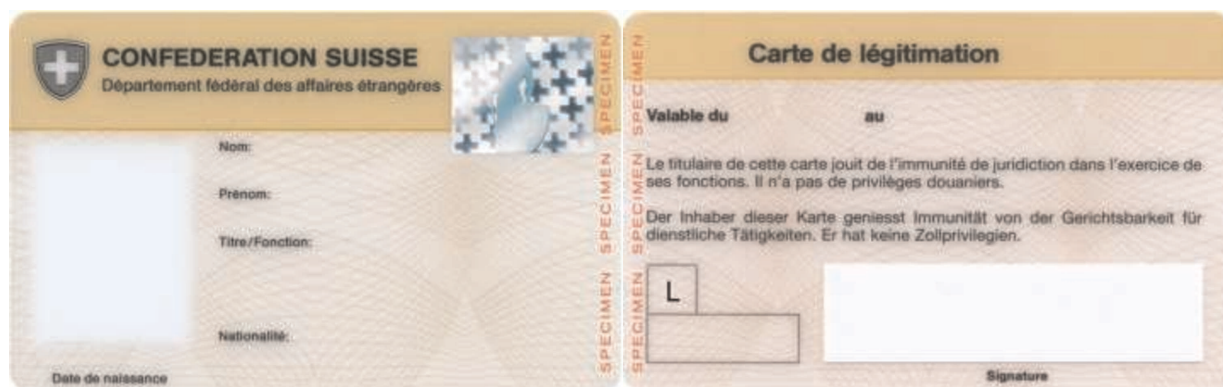 CONFEDERATION SUISSE
Département fédéral des affaires étrangères
Nom:
Prénom:
Titre/Fonction:
Nationalité:
Date de naissance
SPECIMEN SPECIMEN SPECIMEN
SPECIMEN SPECIMEN SPECIMEN
Carte de légitimation
Valable du au
Le titulaire de cette carte jouit de l'immunité de juridiction dans l'exercice de
ses fonctions. Il n'a pas de privilèges douaniers.
Der Inhaber dieser Karte geniesst Immunität von der Gerichtsbarkeit für
dienstliche Tätigkeiten. Er hat keine Zollprivilegien.
L
Signature